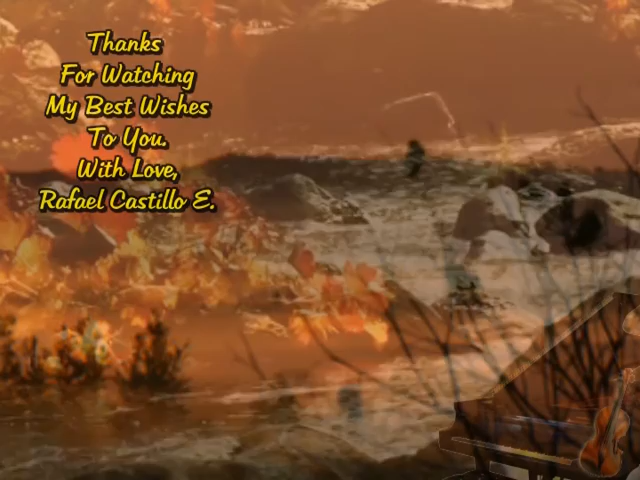 Thanks
For Watching
My Best Wishes
To You.
With Love,
Rafael Castillo E.